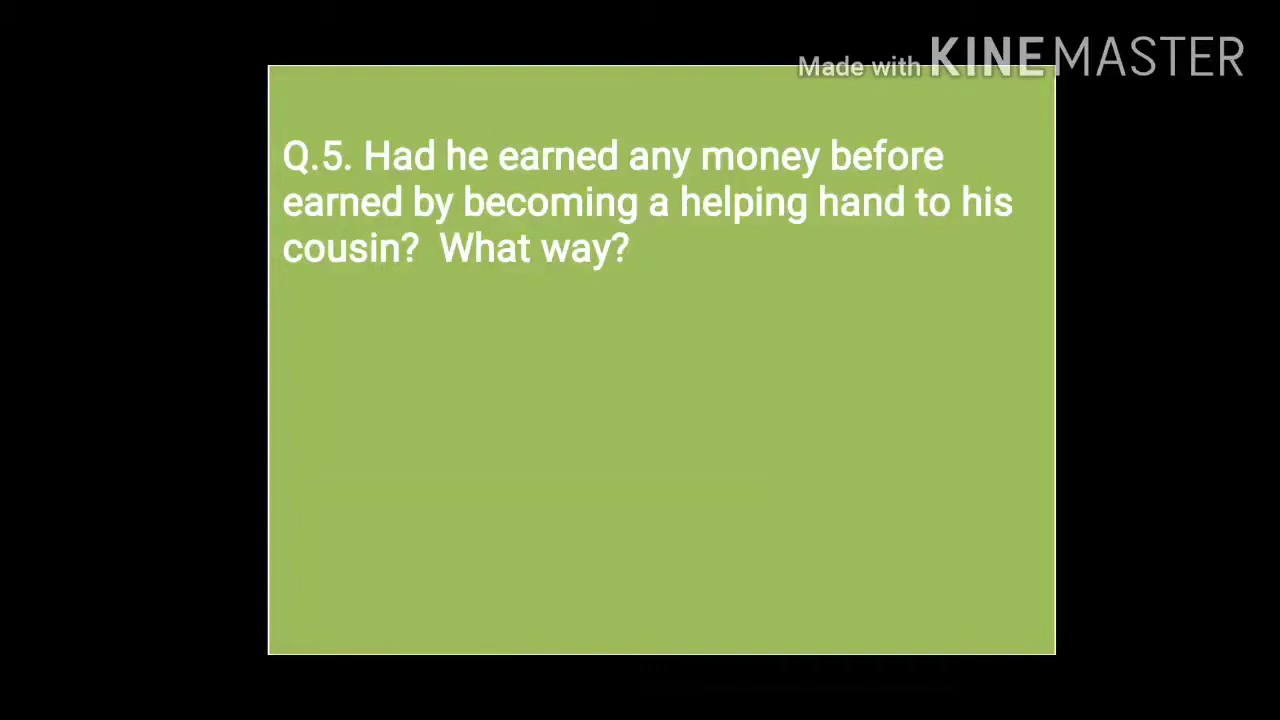 Made with KINEMASTER
Q.5. Had he earned any money before
earned by becoming a helping hand to his
cousin?  What way?